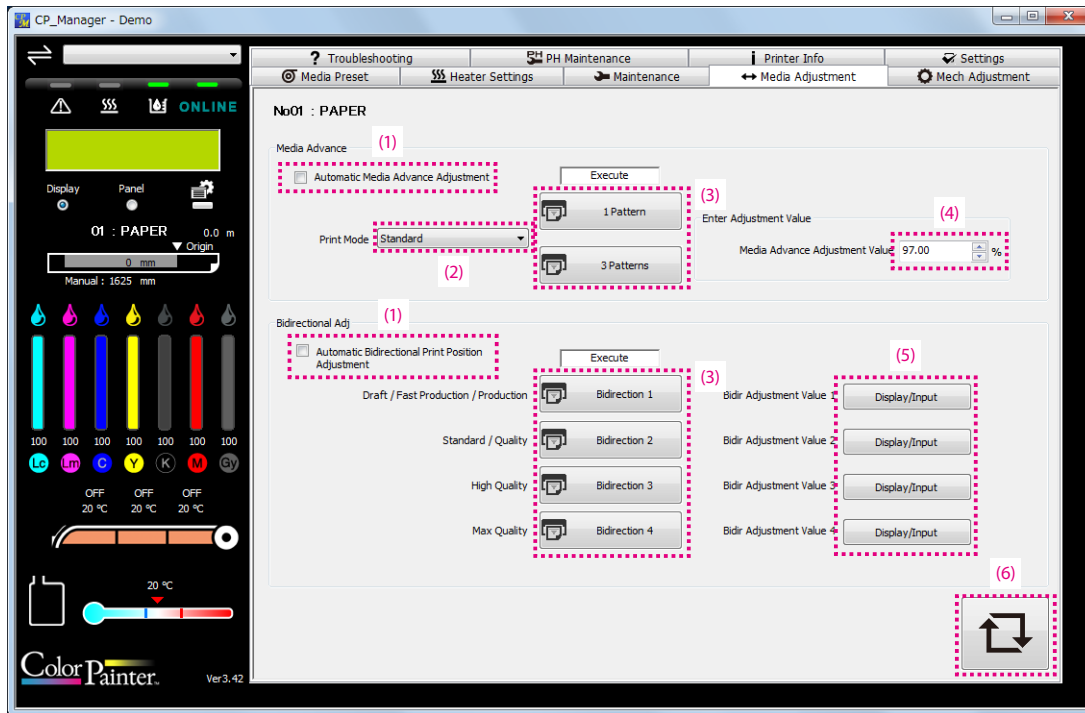 CP_Manager - Demo
? Troubleshooting
PH PH Maintenance
i Printer Info
Settings
Media Preset
Heater Settings
Maintenance
↔ Media Adjustment
Mech Adjustment
ONLINE
Display
Panel
01 : PAPER
0.0 m
▼ Origin
0 mm
Manual : 1625 mm
100 100 100 100 100 100 100
Lc Lm C Y K M Gy
OFF OFF OFF
20 ℃ 20 ℃ 20 ℃
20 ℃
Color Painter™
Ver3.42
No01 : PAPER
Media Advance
(1)
Automatic Media Advance Adjustment
Execute
(3)
1 Pattern
Print Mode Standard
(2)
3 Patterns
Enter Adjustment Value
(4)
Media Advance Adjustment Value 97.00 %
Bidirectional Adj
(1)
Automatic Bidirectional Print Position
Adjustment
Execute
(3)
(5)
Draft / Fast Production / Production Bidirection 1 Bidir Adjustment Value 1 Display/Input
Standard / Quality Bidirection 2 Bidir Adjustment Value 2 Display/Input
High Quality Bidirection 3 Bidir Adjustment Value 3 Display/Input
Max Quality Bidirection 4 Bidir Adjustment Value 4 Display/Input
(6)